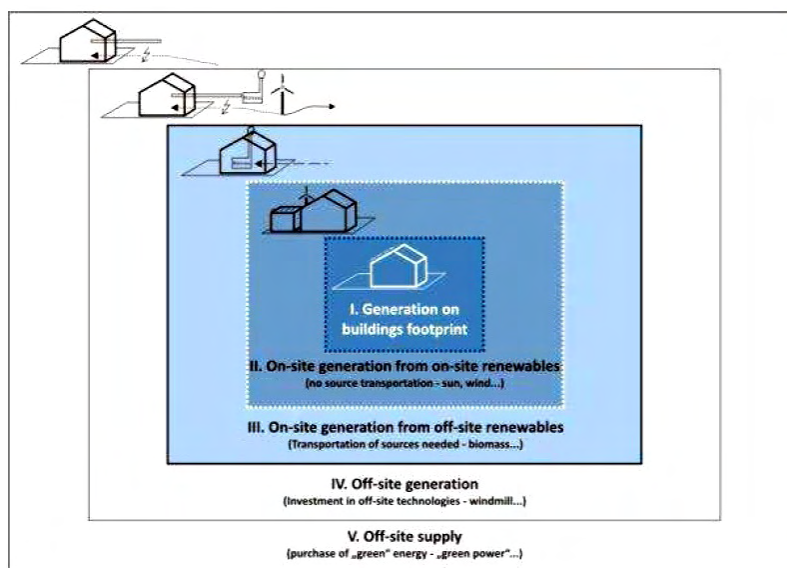 I. Generation on
buildings footprint
II. On-site generation from on-site renewables
(no source transportation - sun, wind...)
III. On-site generation from off-site renewables
(Transportation of sources needed - biomass...)
IV. Off-site generation
(Investment in off-site technologies - windmill...)
V. Off-site supply
(purchase of „green“ energy - „green power“...)